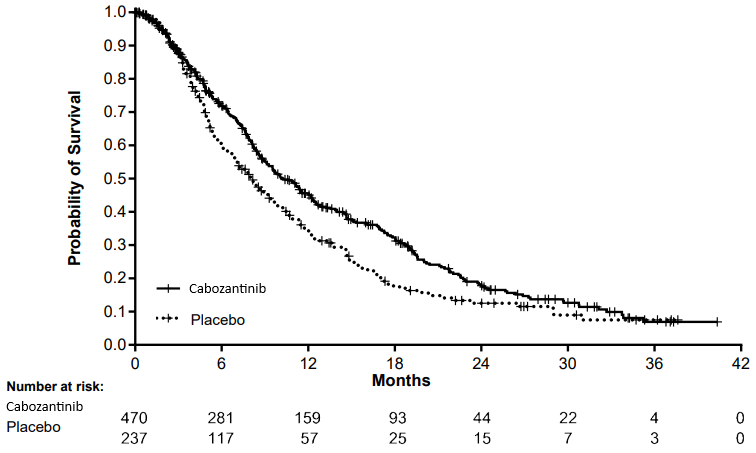 1.0
0.9
0.8
0.7
0.6
0.5
0.4
0.3
0.2
0.1
0.0
Probability of Survival
Cabozantinib
Placebo
0 6 12 18 24 30 36 42
Months
Number at risk:
Cabozantinib
470 281 159 93 44 22 4 0
Placebo
237 117 57 25 15 7 3 0